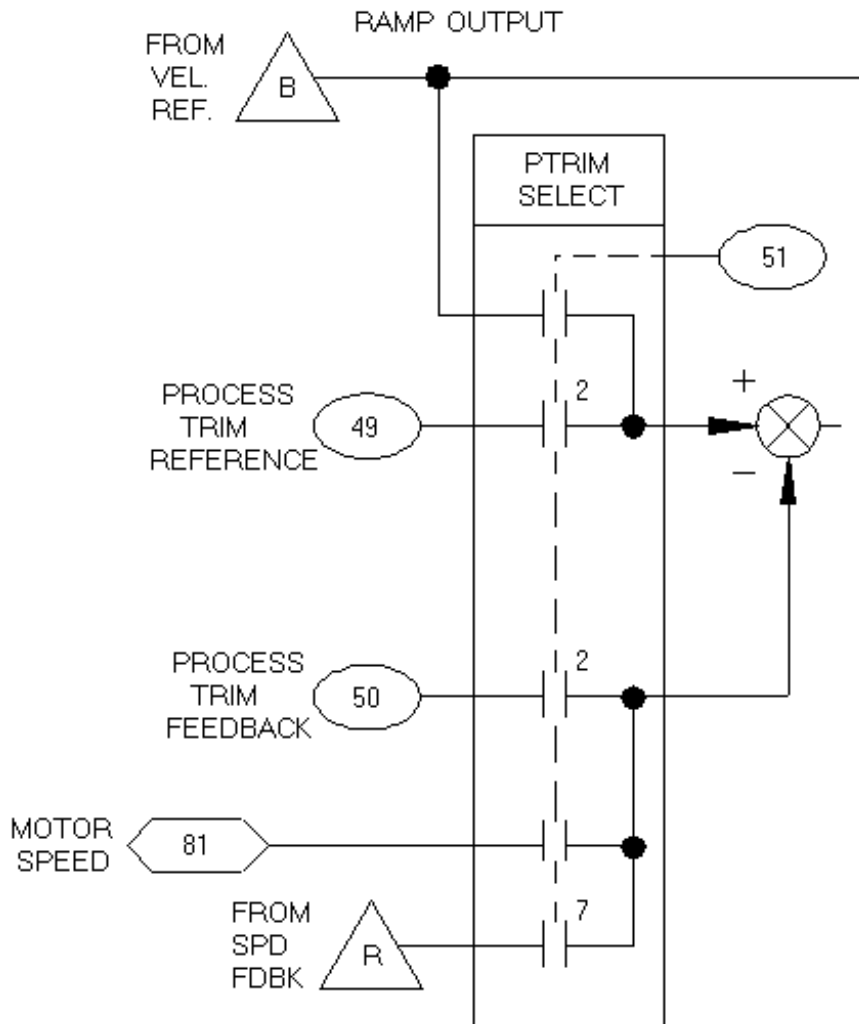 RAMP OUTPUT
FROM
VEL.
REF.
B
PTRIM
SELECT
51
PROCESS
TRIM
REFERENCE
49
2
+
−
PROCESS
TRIM
FEEDBACK
50
2
MOTOR
SPEED
81
FROM
SPD
FDBK
R
7